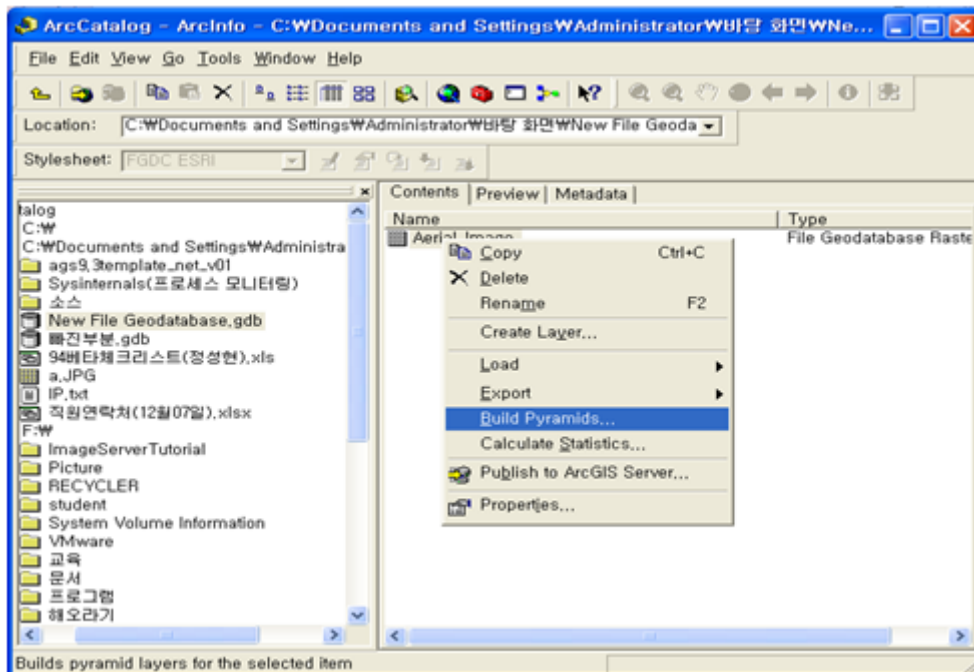 ArcCatalog - ArcInfo - C:₩Documents and Settings₩Administrator₩바탕 화면₩Ne...
File Edit View Go Tools Window Help
Location: C:₩Documents and Settings₩Administrator₩바탕 화면₩New File Geoda
Stylesheet: FGDC ESRI
Contents Preview Metadata
talog
C:₩
C:₩Documents and Settings₩Administra
ags9,3template_net_v01
Sysinternals(프로세스 모니터링)
소스
New File Geodatabase,gdb
빠진부분,gdb
94베타체크리스트(정성현),xls
a,JPG
IP,txt
직원연락처(12월07일),xlsx
F:₩
ImageServerTutorial
Picture
RECYCLER
student
System Volume Information
VMware
교육
문서
프로그램
해오라기
Name Type
Aerial_Image File Geodatabase Raste
Copy Ctrl+C
Delete
Rename F2
Create Layer...
Load
Export
Build Pyramids...
Calculate Statistics...
Publish to ArcGIS Server...
Properties...
Builds pyramid layers for the selected item